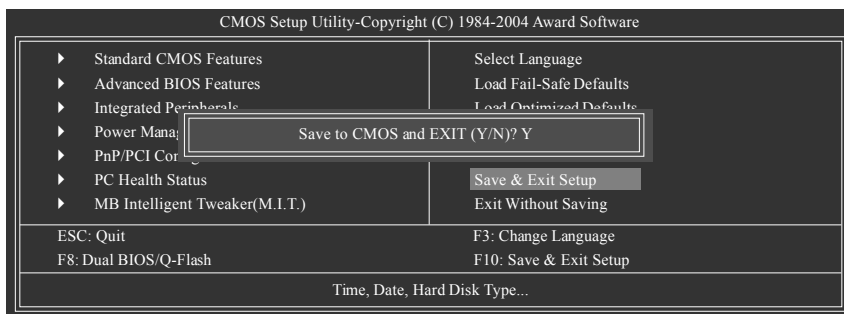 CMOS Setup Utility-Copyright (C) 1984-2004 Award Software
Standard CMOS Features
Advanced BIOS Features
Integrated Peripherals
Power
PnP/PCI
PC Health Status
MB Intelligent Tweaker(M.I.T.)
Select Language
Load Fail-Safe Defaults
Load Optimized Defaults
Save & Exit Setup
Exit Without Saving
Save to CMOS and EXIT (Y/N)? Y
ESC: Quit
F3: Change Language
F8: Dual BIOS/Q-Flash
F10: Save & Exit Setup
Time, Date, Hard Disk Type...